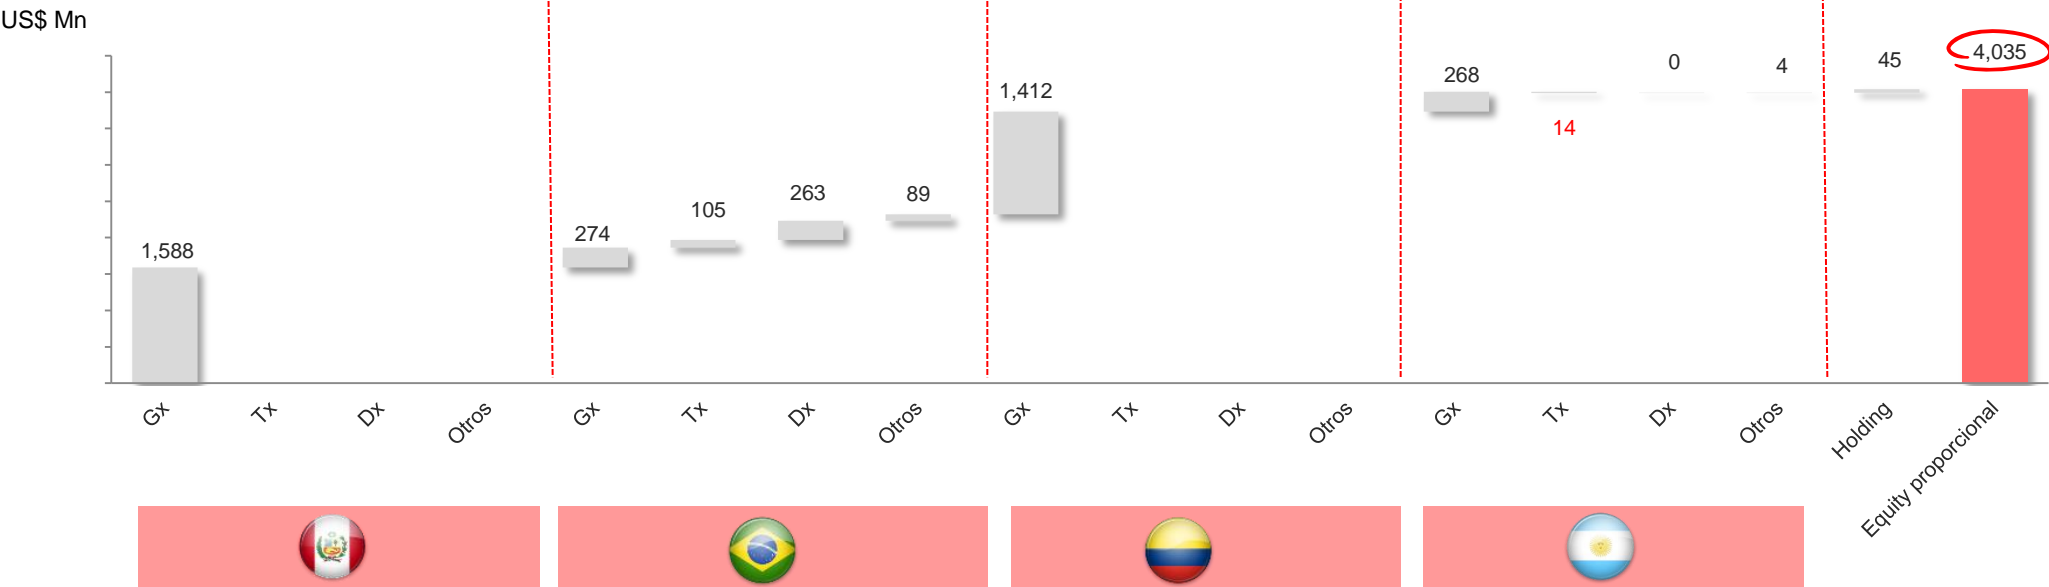 US$ Mn
1,588
274
105
263
89
1,412
268
14
0
4
45
4,035
Gx
Tx
Dx
Otros
Gx
Tx
Dx
Otros
Gx
Tx
Dx
Otros
Gx
Tx
Dx
Otros
Holding
Equity proporcional